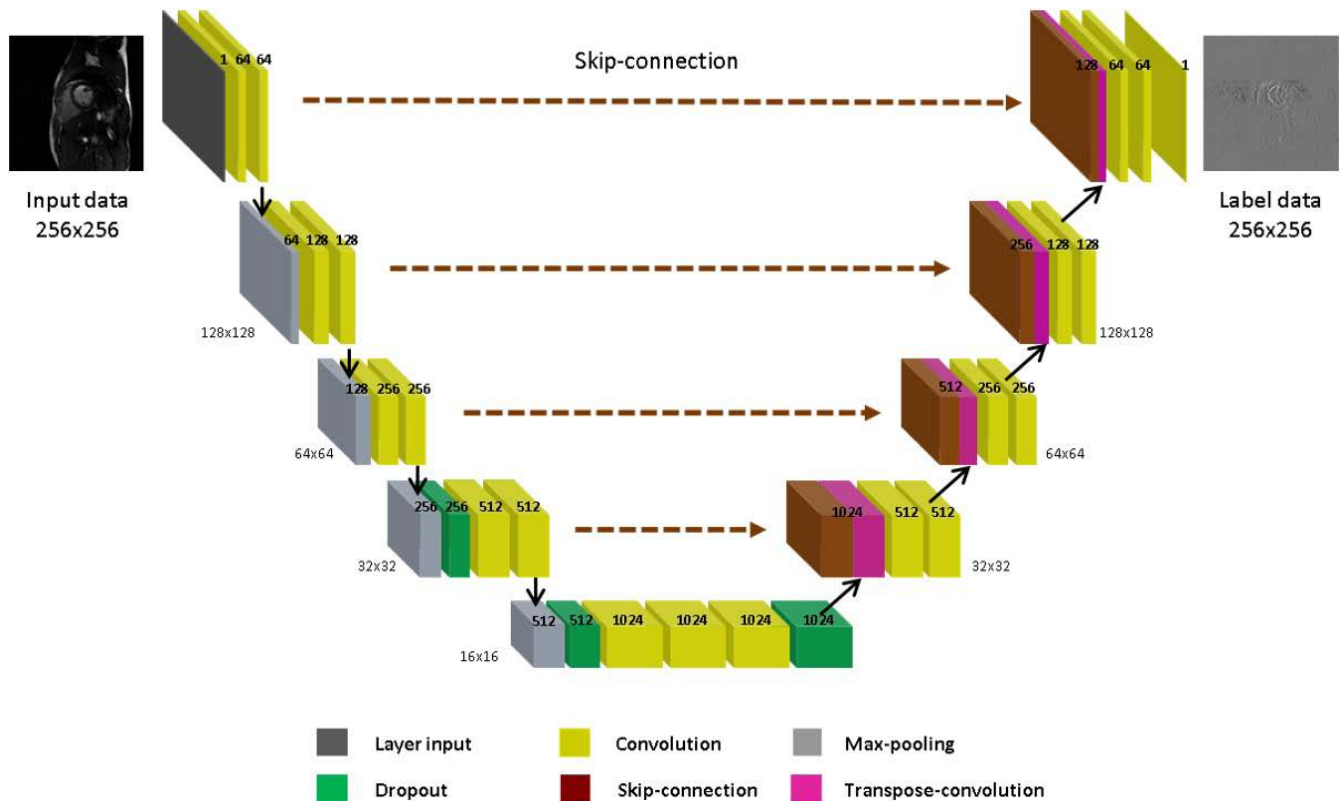 Skip-connection
1 64 64
128 64 64 1
Input data
256x256
Label data
256x256
64 128 128
256 128 128
128x128
128x128
128 256 256
512 256 256
64x64
64x64
256 256 512 512
1024 512 512
32x32
32x32
512 512 1024 1024 1024 1024
16x16
Layer input
Convolution
Max-pooling
Dropout
Skip-connection
Transpose-convolution